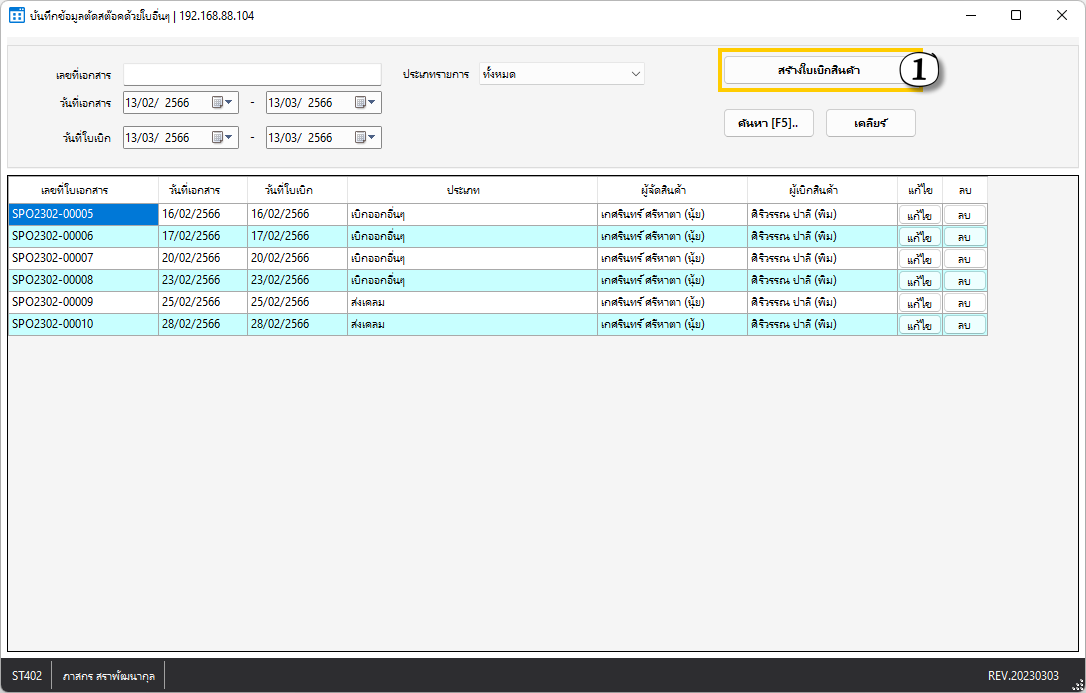 บันทึกข้อมูลตัดสต๊อคด้วยใบอื่นๆ | 192.168.88.104
เลขที่เอกสาร ประเภทรายการ ทั้งหมด สร้างใบเบิกสินค้า 1
วันที่เอกสาร 13/02/ 2566 - 13/03/ 2566
ค้นหา [F5].. เคลียร์
วันที่ใบเบิก 13/03/ 2566 - 13/03/ 2566
เลขที่ใบเอกสาร วันที่เอกสาร วันที่ใบเบิก ประเภท ผู้จัดสินค้า ผู้เบิกสินค้า แก้ไข ลบ
SPO2302-00005 16/02/2566 16/02/2566 เบิกออกอื่นๆ เกศรินทร์ ศรีหาตา (นุ้ย) ศิริวรรณ ปาลี (พิม) แก้ไข ลบ
SPO2302-00006 17/02/2566 17/02/2566 เบิกออกอื่นๆ เกศรินทร์ ศรีหาตา (นุ้ย) ศิริวรรณ ปาลี (พิม) แก้ไข ลบ
SPO2302-00007 20/02/2566 20/02/2566 เบิกออกอื่นๆ เกศรินทร์ ศรีหาตา (นุ้ย) ศิริวรรณ ปาลี (พิม) แก้ไข ลบ
SPO2302-00008 23/02/2566 23/02/2566 เบิกออกอื่นๆ เกศรินทร์ ศรีหาตา (นุ้ย) ศิริวรรณ ปาลี (พิม) แก้ไข ลบ
SPO2302-00009 25/02/2566 25/02/2566 ส่งเคลม เกศรินทร์ ศรีหาตา (นุ้ย) ศิริวรรณ ปาลี (พิม) แก้ไข ลบ
SPO2302-00010 28/02/2566 28/02/2566 ส่งเคลม เกศรินทร์ ศรีหาตา (นุ้ย) ศิริวรรณ ปาลี (พิม) แก้ไข ลบ
ST402 ภาสกร สราพัฒนากุล REV.20230303